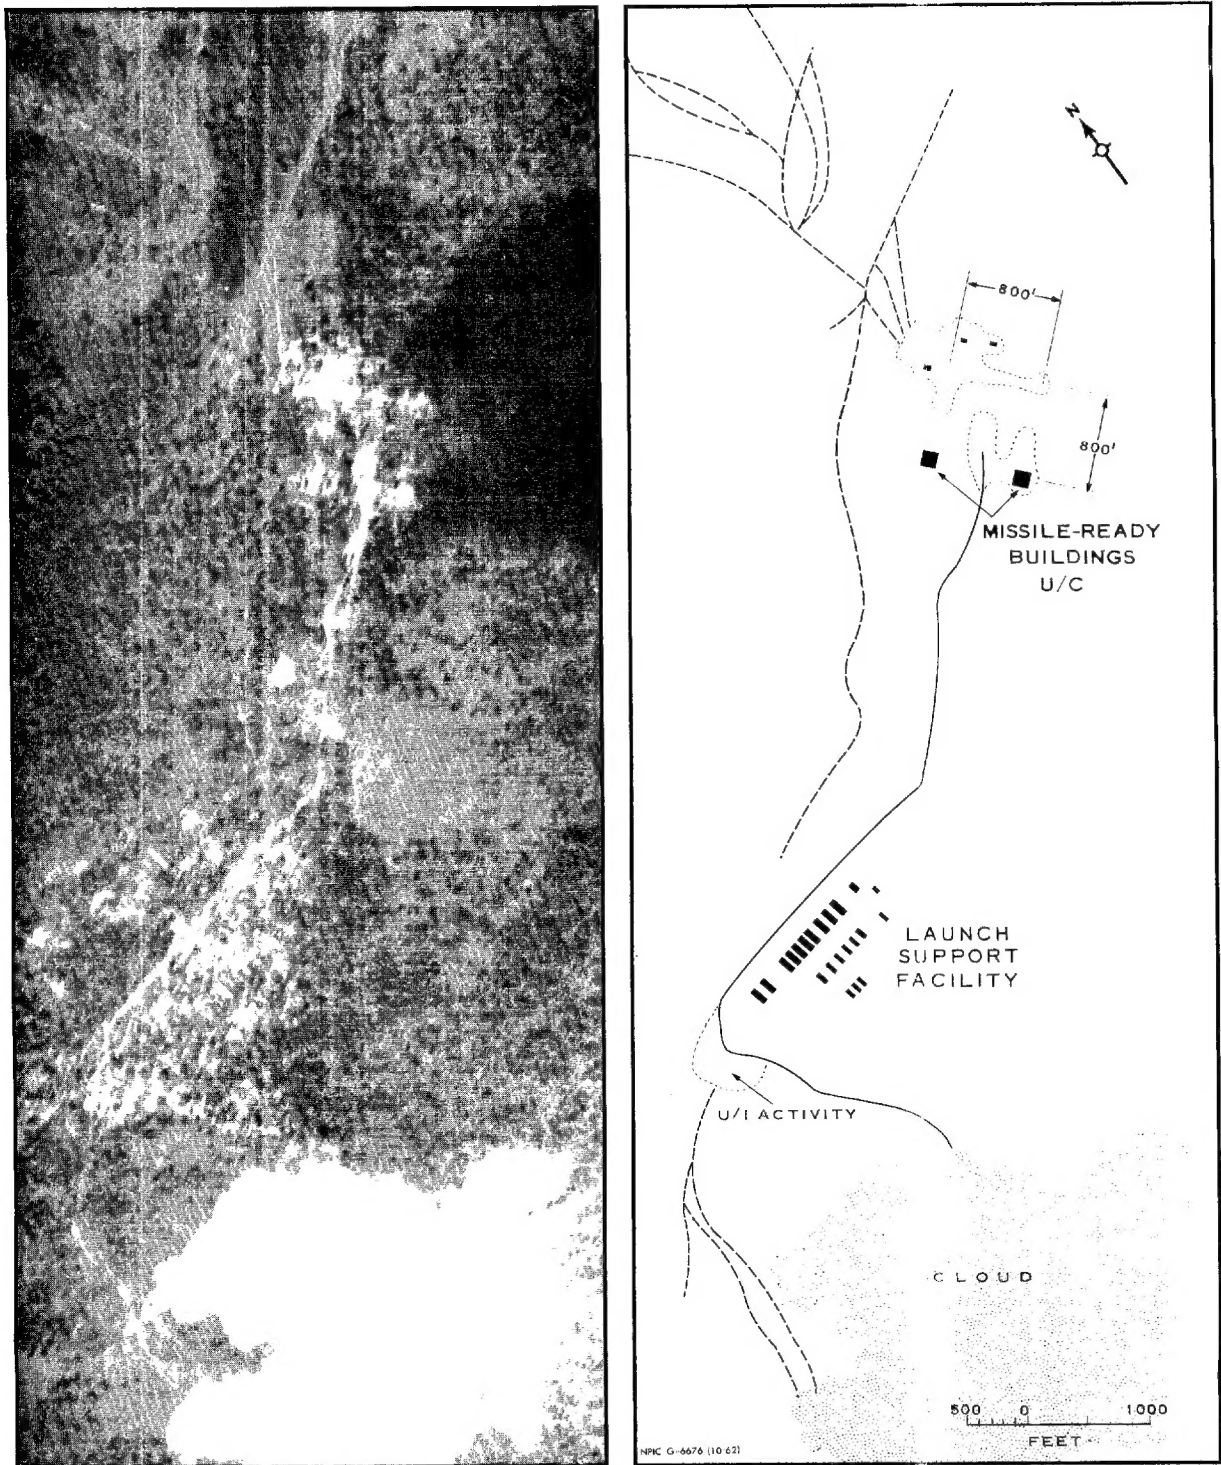 N
800'
800'
MISSILE-READY
BUILDINGS
U/C
LAUNCH
SUPPORT
FACILITY
U/I ACTIVITY
CLOUD
500 0 1000
FEET
NPIC G-6676 (10-62)